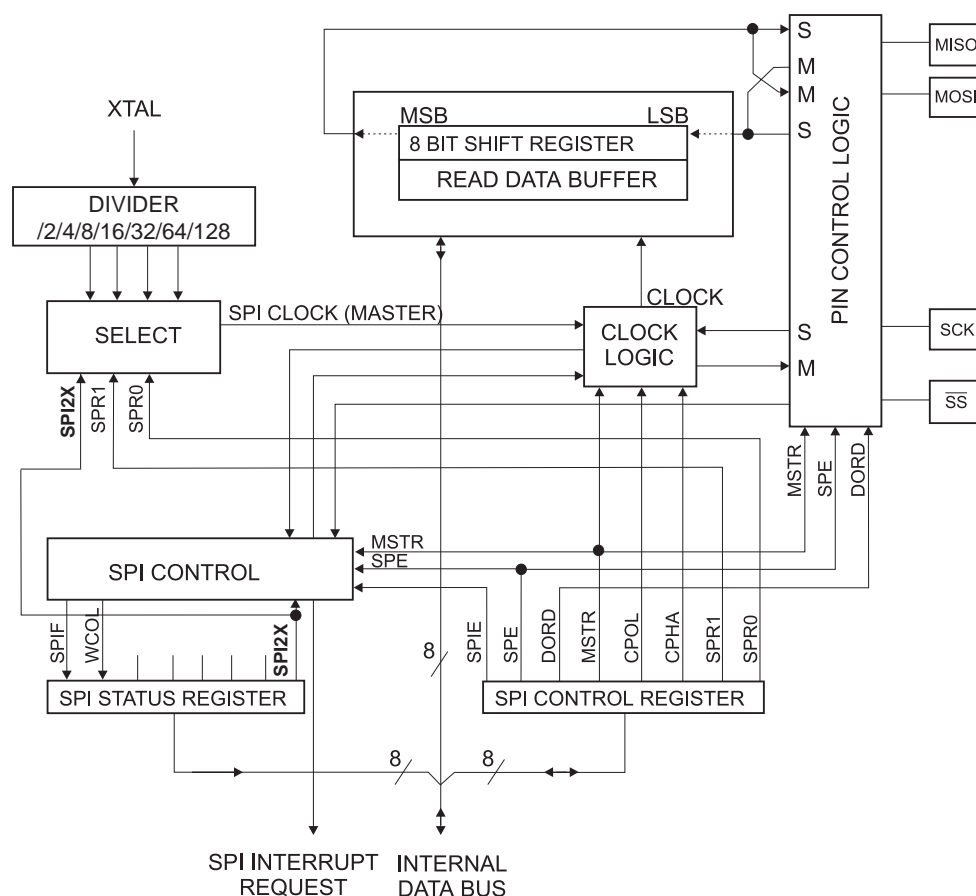 S
MISO
M
M
MOSI
XTAL
MSB
LSB
S
8 BIT SHIFT REGISTER
READ DATA BUFFER
DIVIDER
/2/4/8/16/32/64/128
PIN CONTROL LOGIC
SPI CLOCK (MASTER)
CLOCK
SELECT
CLOCK
LOGIC
S
SCK
M
SPI2X
SPR1
SPR0
SS
MSTR
SPE
DORD
MSTR
SPE
SPI CONTROL
SPIF
WCOL
SPI2X
SPIE
SPE
DORD
MSTR
CPOL
CPHA
SPR1
SPR0
8
SPI STATUS REGISTER
SPI CONTROL REGISTER
8
8
SPI INTERRUPT
REQUEST
INTERNAL
DATA BUS